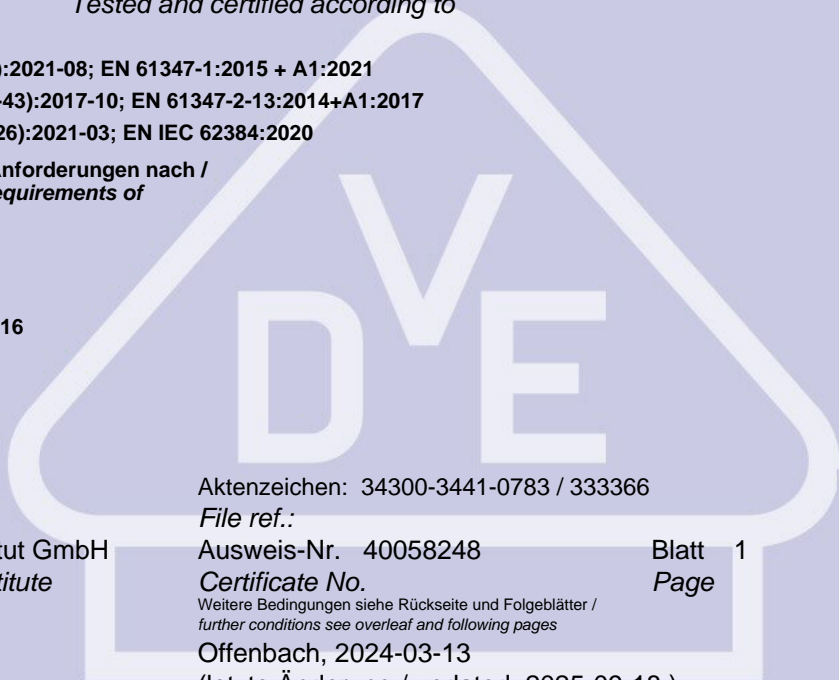 Tested and certified according to
):2021-08; EN 61347-1:2015 + A1:2021
-43):2017-10; EN 61347-2-13:2014+A1:2017
26):2021-03; EN IEC 62384:2020
nforderungen nach /
equirements of
16
VDE
Aktenzeichen: 34300-3441-0783 / 333366
File ref.:
tut GmbH Ausweis-Nr. 40058248 Blatt 1
titute Certificate No. Page
Weitere Bedingungen siehe Rückseite und Folgeblätter /
further conditions see overleaf and following pages
Offenbach, 2024-03-13